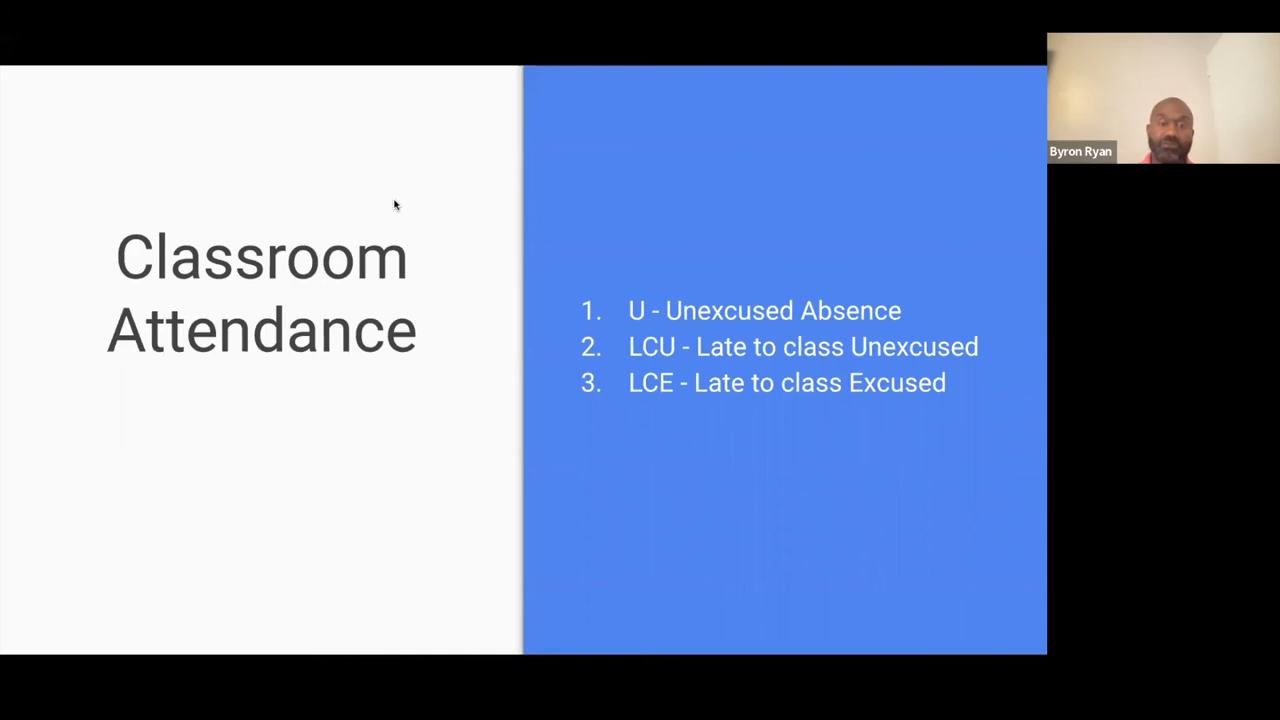 Classroom
Attendance
1. U - Unexcused Absence
2. LCU - Late to class Unexcused
3. LCE - Late to class Excused
Byron Ryan